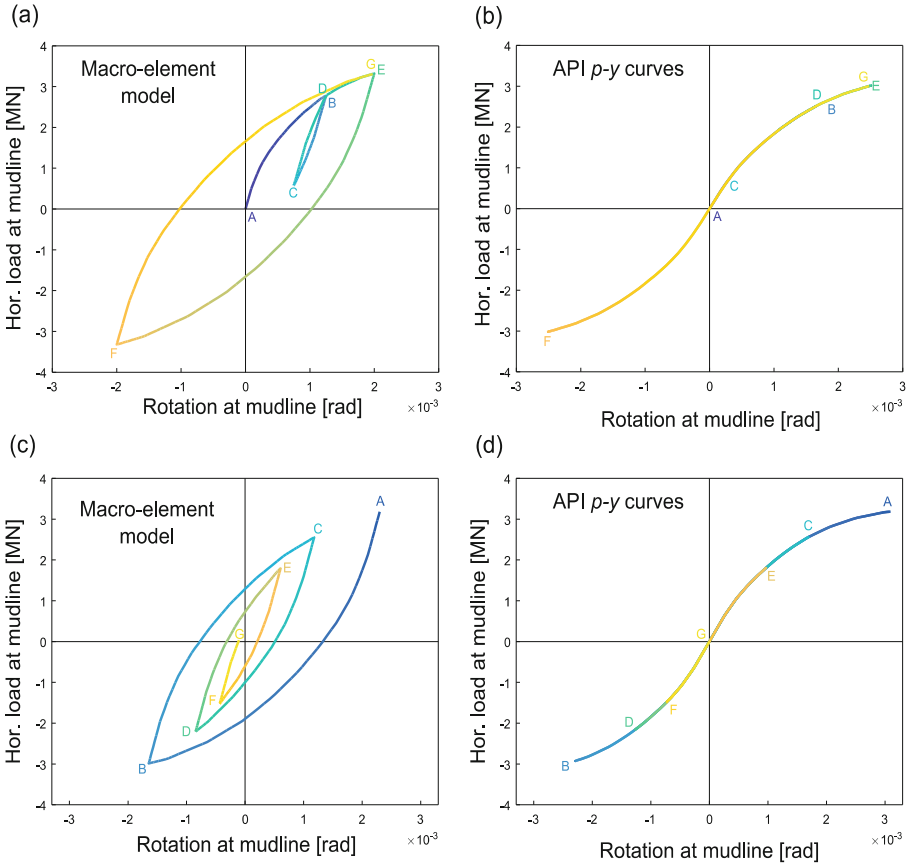 (a)
Macro-element
model
Hor. load at mudline [MN]
4
3
2
1
0
-1
-2
-3
-4
-3
-2
-1
0
1
2
3
× 10⁻³
Rotation at mudline [rad]
A
B
C
D
E
F
G
(b)
API p-y curves
Hor. load at mudline [MN]
4
3
2
1
0
-1
-2
-3
-4
-3
-2
-1
0
1
2
3
× 10⁻³
Rotation at mudline [rad]
A
B
C
D
E
F
G
(c)
Macro-element
model
Hor. load at mudline [MN]
4
3
2
1
0
-1
-2
-3
-4
-3
-2
-1
0
1
2
3
× 10⁻³
Rotation at mudline [rad]
A
B
C
D
E
F
G
(d)
API p-y curves
Hor. load at mudline [MN]
4
3
2
1
0
-1
-2
-3
-4
-3
-2
-1
0
1
2
3
× 10⁻³
Rotation at mudline [rad]
A
B
C
D
E
F
G